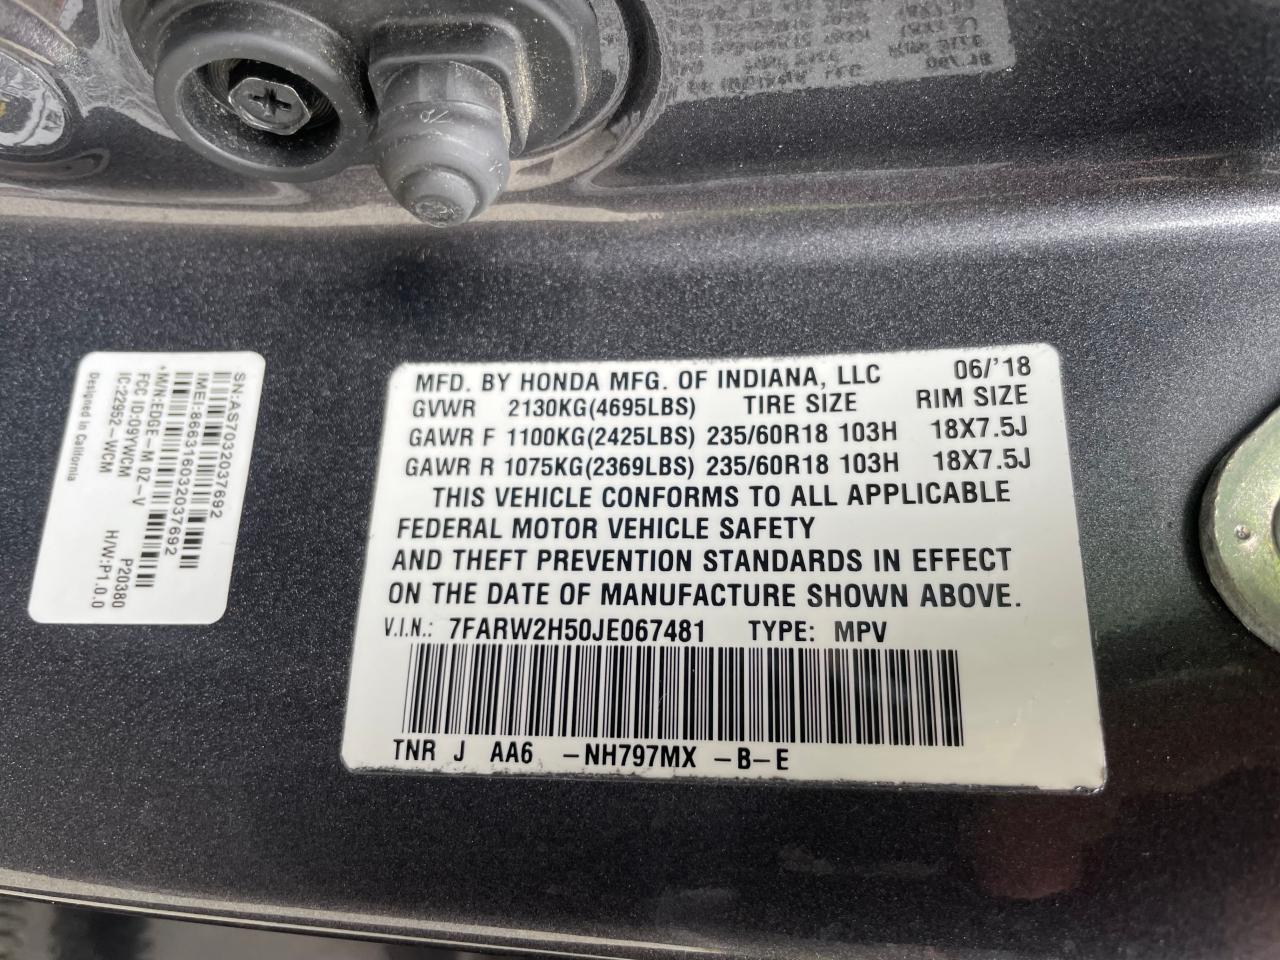 MFD. BY HONDA MFG. OF INDIANA, LLC 06/'18
GVWR 2130KG(4695LBS) TIRE SIZE RIM SIZE
GAWR F 1100KG(2425LBS) 235/60R18 103H 18X7.5J
GAWR R 1075KG(2369LBS) 235/60R18 103H 18X7.5J
THIS VEHICLE CONFORMS TO ALL APPLICABLE
FEDERAL MOTOR VEHICLE SAFETY
AND THEFT PREVENTION STANDARDS IN EFFECT
ON THE DATE OF MANUFACTURE SHOWN ABOVE.
V.I.N.: 7FARW2H50JE067481 TYPE: MPV
TNR J AA6 -NH797MX -B-E
SN:AS7032037692
IMEI:866316032037692
*M/N:EDGE-M 02-V P20380
FCC ID:O9YWCM H/W:P1.0.0
IC:22952-WCM
Designed in California